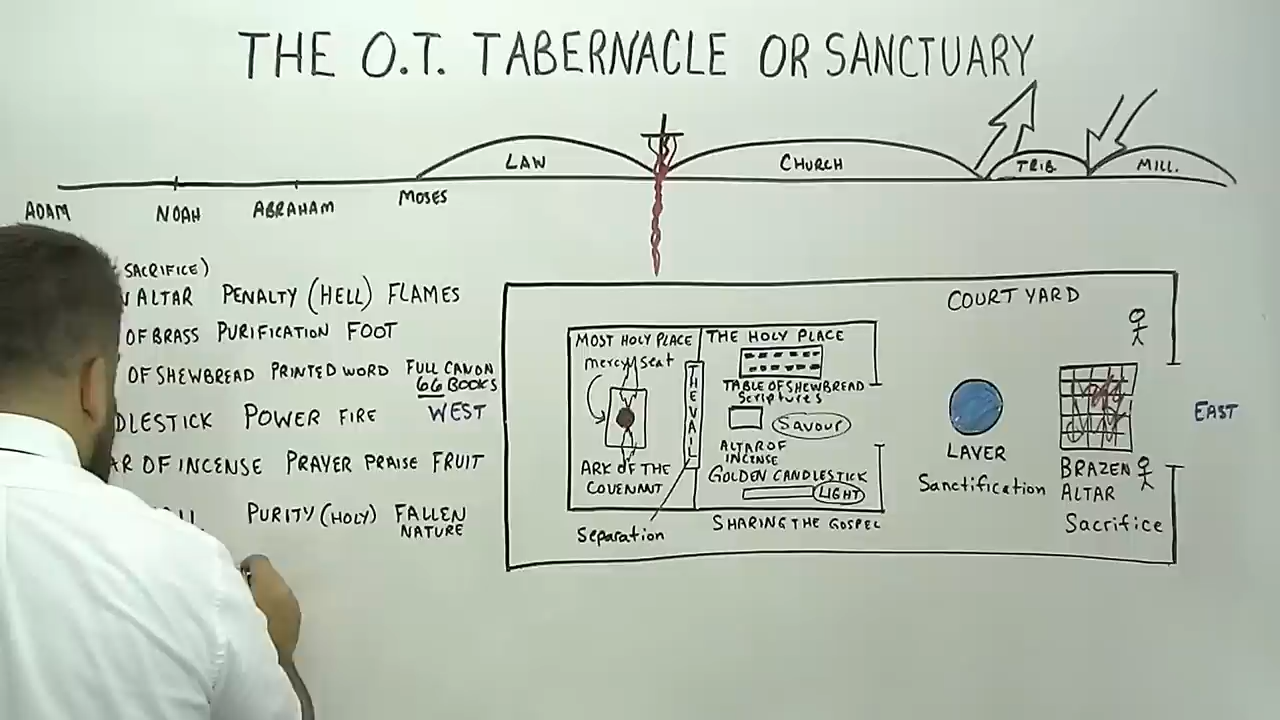 THE O.T. TABERNACLE OR SANCTUARY
LAW
CHURCH
TRIB
MILL.
ADAM
NOAH
ABRAHAM
MOSES
SACRIFICE)
ALTAR PENALTY (HELL) FLAMES
OF BRASS PURIFICATION FOOT
OF SHEWBREAD PRINTED WORD FULL CANON
66 BOOKS
DLESTICK POWER FIRE WEST
AR OF INCENSE PRAYER PRAISE FRUIT
PURITY (HOLY) FALLEN
NATURE
COURT YARD
MOST HOLY PLACE
mercy seat
ARK OF THE
COVENANT
THE VAIL
Separation
THE HOLY PLACE
TABLE OF SHEWBREAD
Scriptures
Savour
ALTAR OF
INCENSE
GOLDEN CANDLESTICK
LIGHT
SHARING THE GOSPEL
LAVER
Sanctification
BRAZEN
ALTAR
Sacrifice
EAST